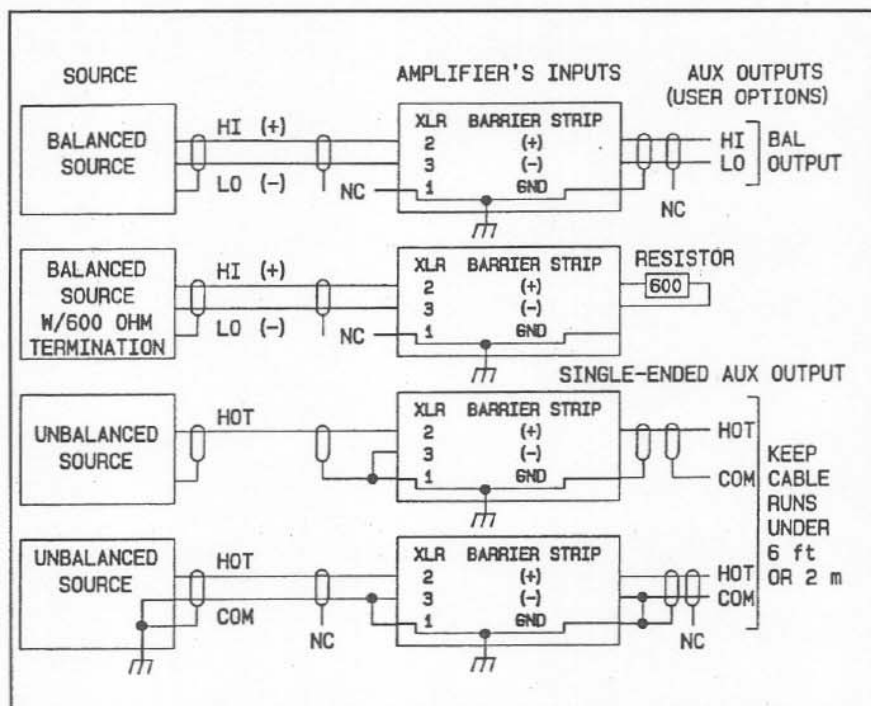 SOURCE
AMPLIFIER'S INPUTS
AUX OUTPUTS
(USER OPTIONS)
BALANCED
SOURCE
HI (+)
LO (-)
NC
XLR BARRIER STRIP
2 (+)
3 (-)
1 GND
HI
LO
BAL
OUTPUT
NC
BALANCED
SOURCE
W/600 OHM
TERMINATION
HI (+)
LO (-)
NC
XLR BARRIER STRIP
2 (+)
3 (-)
1 GND
RESISTOR
600
SINGLE-ENDED AUX OUTPUT
UNBALANCED
SOURCE
HOT
XLR BARRIER STRIP
2 (+)
3 (-)
1 GND
HOT
COM
KEEP
CABLE
RUNS
UNDER
6 ft
OR 2 m
UNBALANCED
SOURCE
HOT
COM
NC
XLR BARRIER STRIP
2 (+)
3 (-)
1 GND
HOT
COM
NC